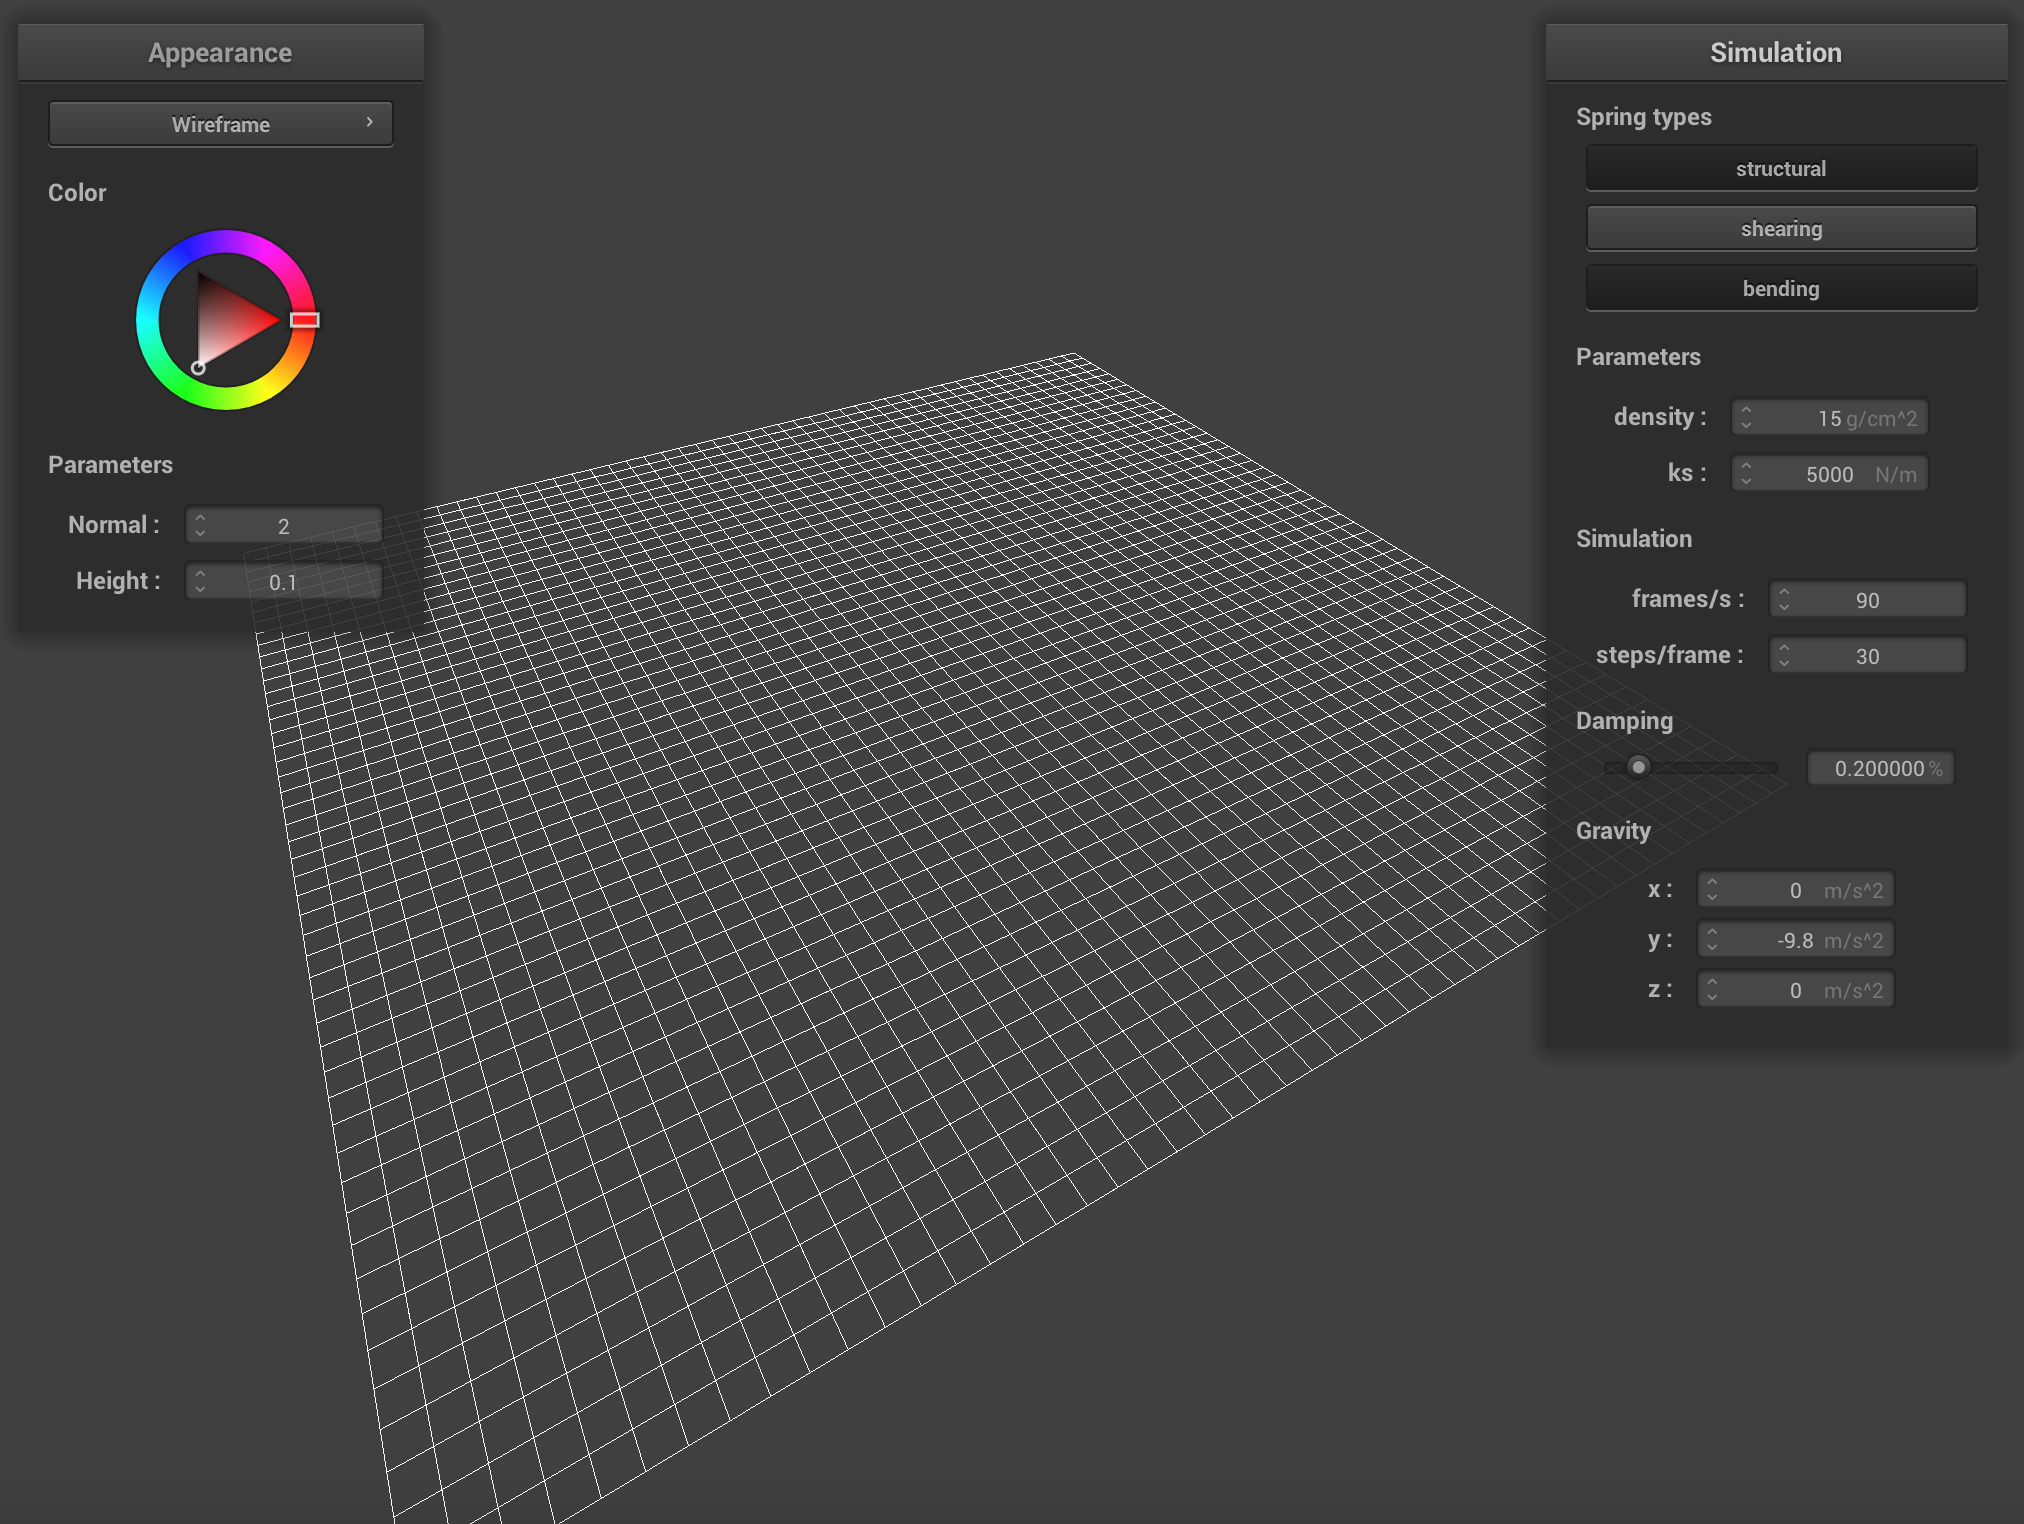 Appearance
Wireframe
Color
Parameters
Normal : 2
Height : 0.1
Simulation
Spring types
structural
shearing
bending
Parameters
density : 15 g/cm^2
ks : 5000 N/m
Simulation
frames/s : 90
steps/frame : 30
Damping
0.200000 %
Gravity
x : 0 m/s^2
y : -9.8 m/s^2
z : 0 m/s^2